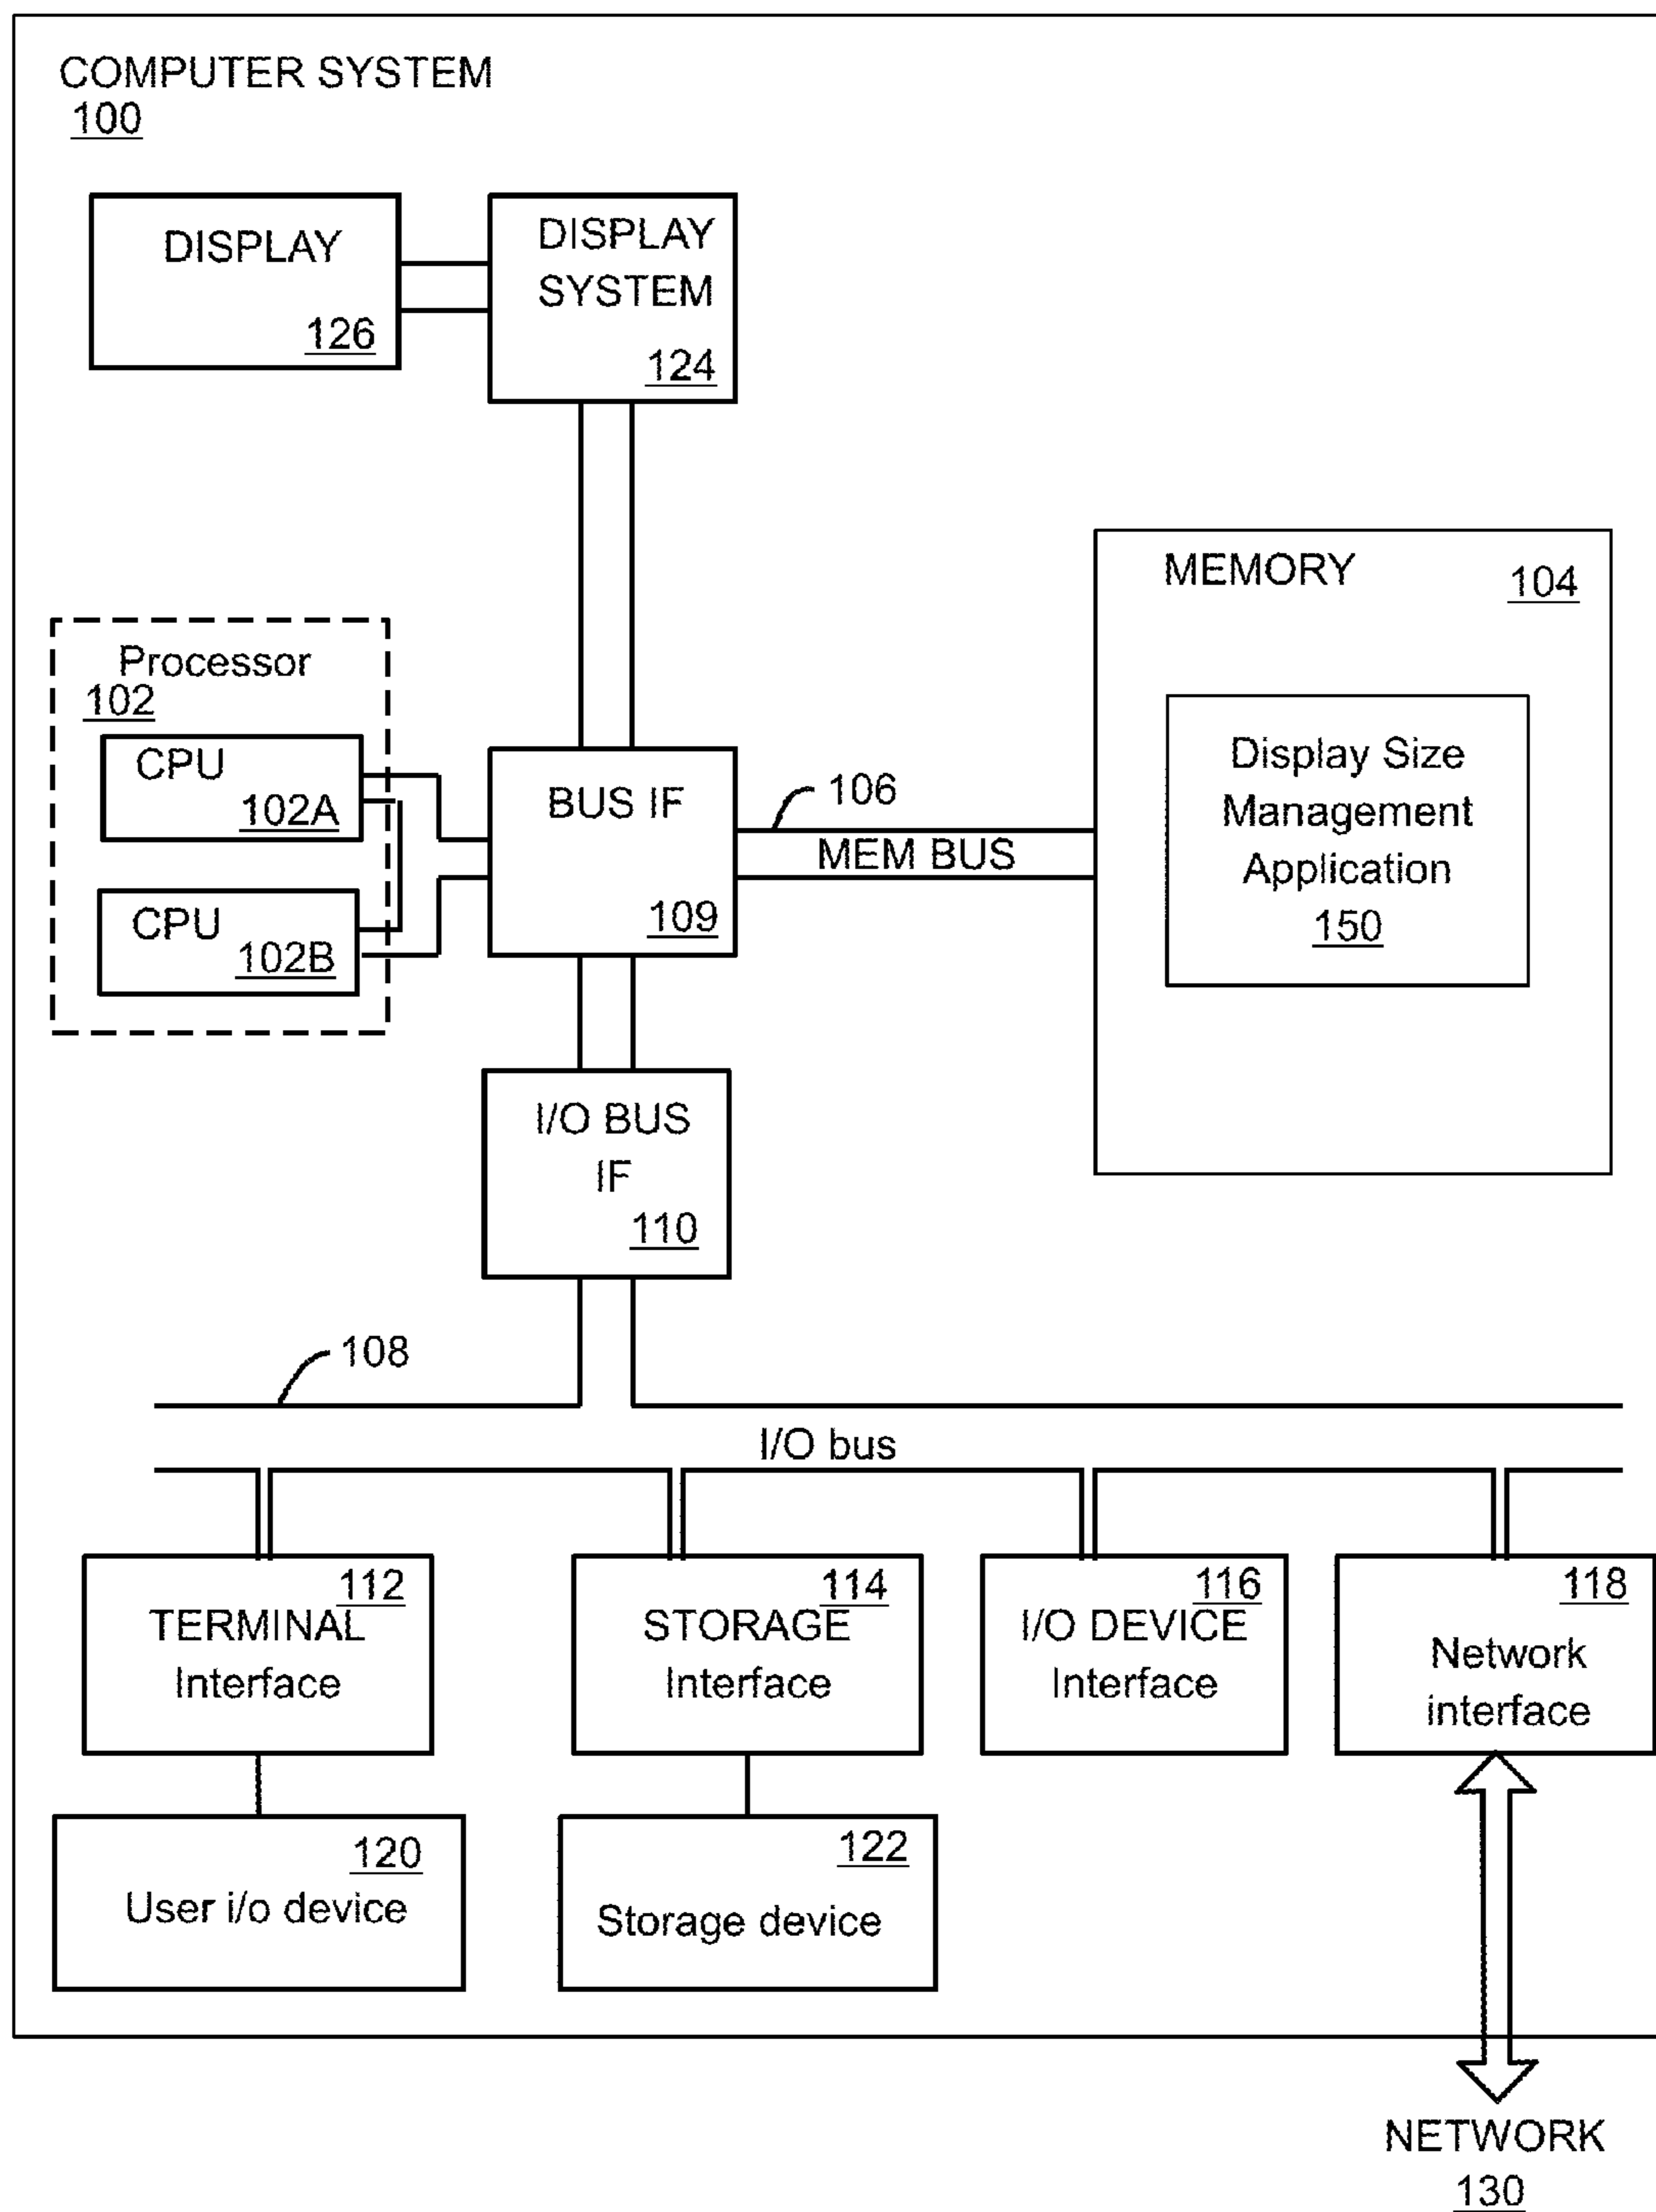 COMPUTER SYSTEM
100
DISPLAY
126
DISPLAY
SYSTEM
124
MEMORY
104
Display Size
Management
Application
150
Processor
102
CPU
102A
CPU
102B
BUS IF
109
106
MEM BUS
I/O BUS
IF
110
108
I/O bus
112
TERMINAL
Interface
114
STORAGE
Interface
116
I/O DEVICE
Interface
118
Network
interface
120
User i/o device
122
Storage device
NETWORK
130